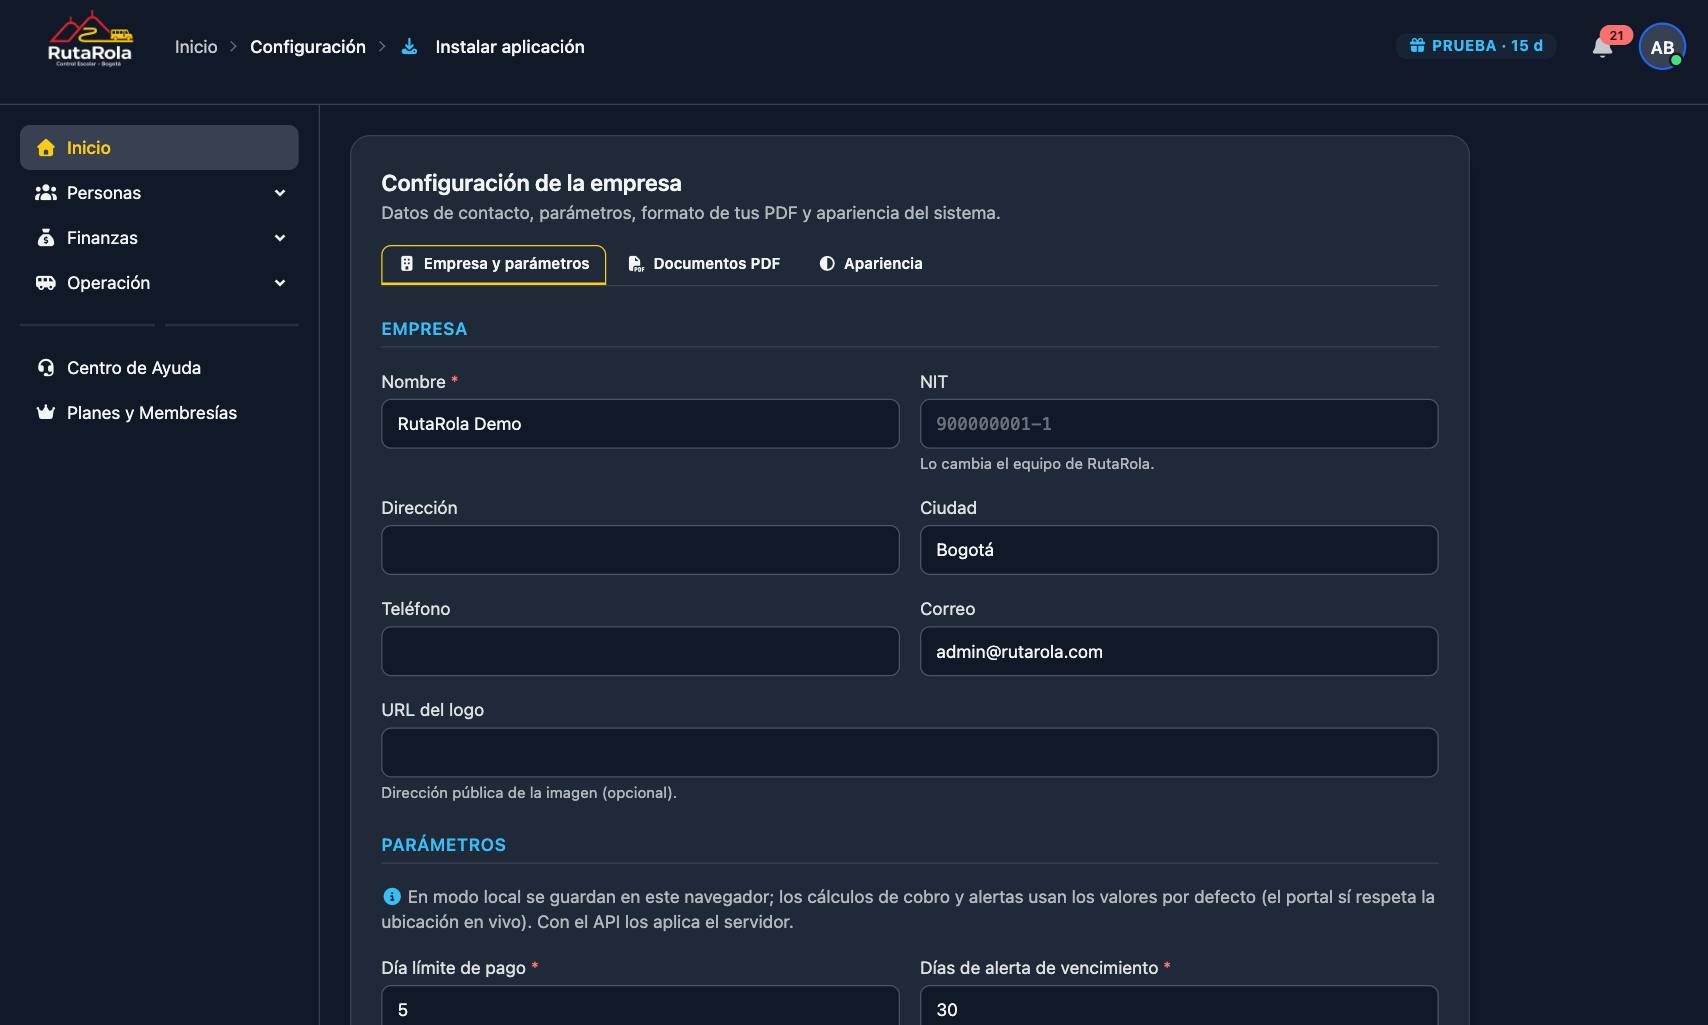 RutaRola
Control Escolar - Bogotá
Inicio > Configuración > Instalar aplicación
PRUEBA · 15 d
21
AB
Inicio
Personas
Finanzas
Operación
Centro de Ayuda
Planes y Membresías
Configuración de la empresa
Datos de contacto, parámetros, formato de tus PDF y apariencia del sistema.
Empresa y parámetros
Documentos PDF
Apariencia
EMPRESA
Nombre *
RutaRola Demo
NIT
900000001-1
Lo cambia el equipo de RutaRola.
Dirección
Ciudad
Bogotá
Teléfono
Correo
admin@rutarola.com
URL del logo
Dirección pública de la imagen (opcional).
PARÁMETROS
En modo local se guardan en este navegador; los cálculos de cobro y alertas usan los valores por defecto (el portal sí respeta la
ubicación en vivo). Con el API los aplica el servidor.
Día límite de pago *
5
Días de alerta de vencimiento *
30